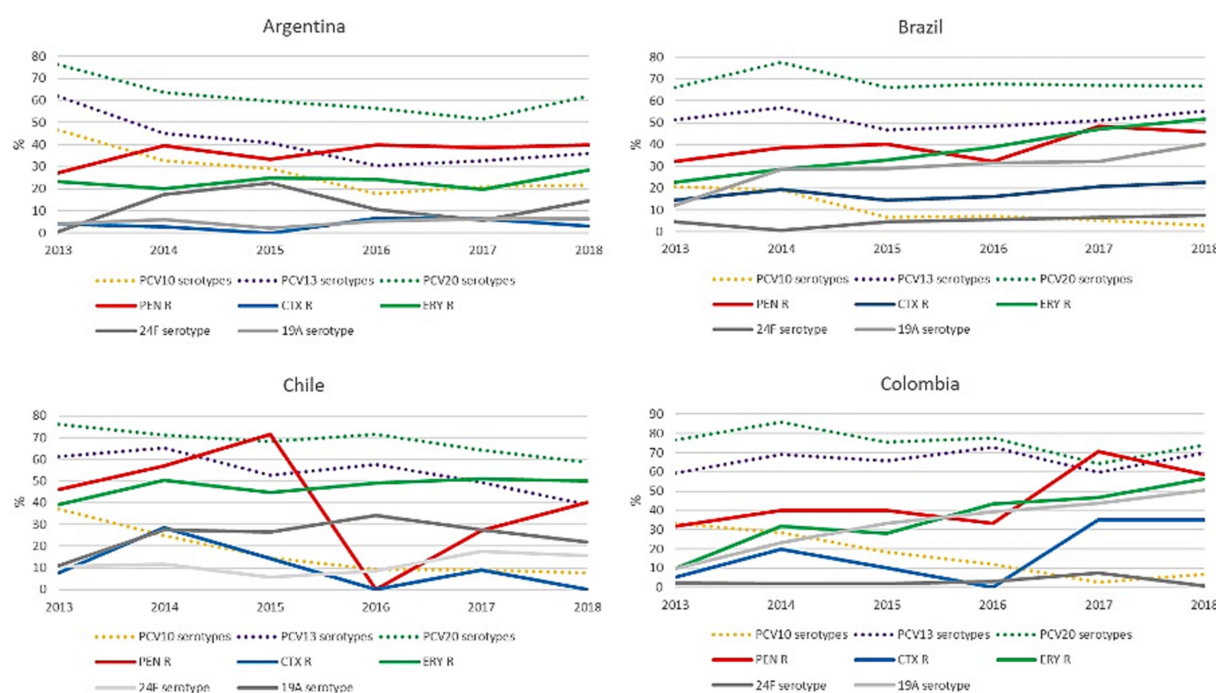 Argentina
80
70
60
50
40
30
20
10
0
%
2013 2014 2015 2016 2017 2018
PCV10 serotypes PCV13 serotypes PCV20 serotypes
PEN R CTX R ERY R
24F serotype 19A serotype
Brazil
80
70
60
50
40
30
20
10
0
%
2013 2014 2015 2016 2017 2018
PCV10 serotypes PCV13 serotypes PCV20 serotypes
PEN R CTX R ERY R
24F serotype 19A serotype
Chile
80
70
60
50
40
30
20
10
0
%
2013 2014 2015 2016 2017 2018
PCV10 serotypes PCV13 serotypes PCV20 serotypes
PEN R CTX R ERY R
24F serotype 19A serotype
Colombia
90
80
70
60
50
40
30
20
10
0
%
2013 2014 2015 2016 2017 2018
PCV10 serotypes PCV13 serotypes PCV20 serotypes
PEN R CTX R ERY R
24F serotype 19A serotype